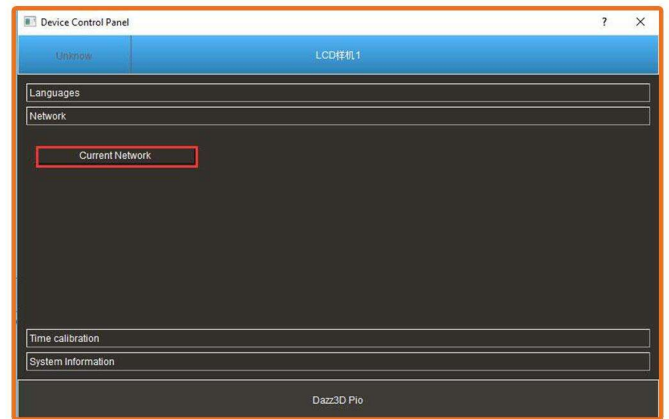 Device Control Panel
?
Unknow
LCD样机1
Languages
Network
Current Network
Time calibration
System Information
Dazz3D Pio